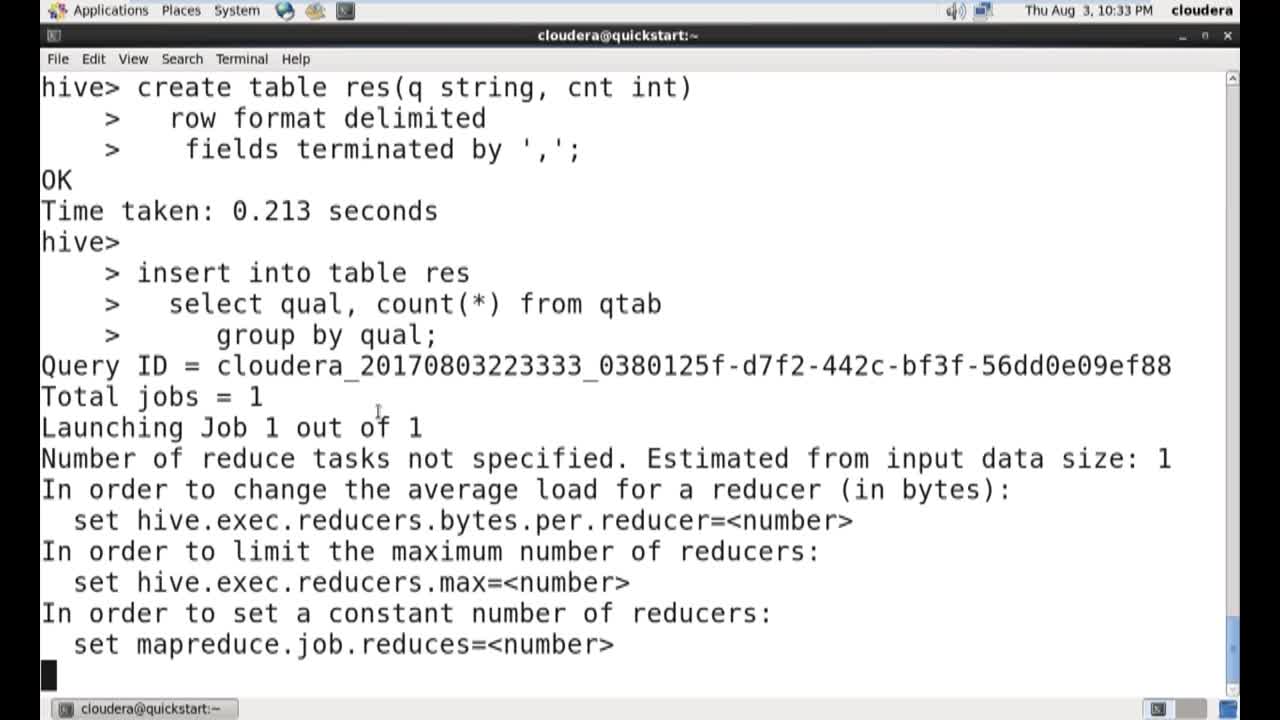 Applications Places System Thu Aug 3, 10:33 PM cloudera
cloudera@quickstart:~
File Edit View Search Terminal Help
hive> create table res(q string, cnt int)
    >   row format delimited
    >    fields terminated by ',';
OK
Time taken: 0.213 seconds
hive>
    > insert into table res
    >   select qual, count(*) from qtab
    >      group by qual;
Query ID = cloudera_20170803223333_0380125f-d7f2-442c-bf3f-56dd0e09ef88
Total jobs = 1
Launching Job 1 out of 1
Number of reduce tasks not specified. Estimated from input data size: 1
In order to change the average load for a reducer (in bytes):
  set hive.exec.reducers.bytes.per.reducer=<number>
In order to limit the maximum number of reducers:
  set hive.exec.reducers.max=<number>
In order to set a constant number of reducers:
  set mapreduce.job.reduces=<number>
cloudera@quickstart:~